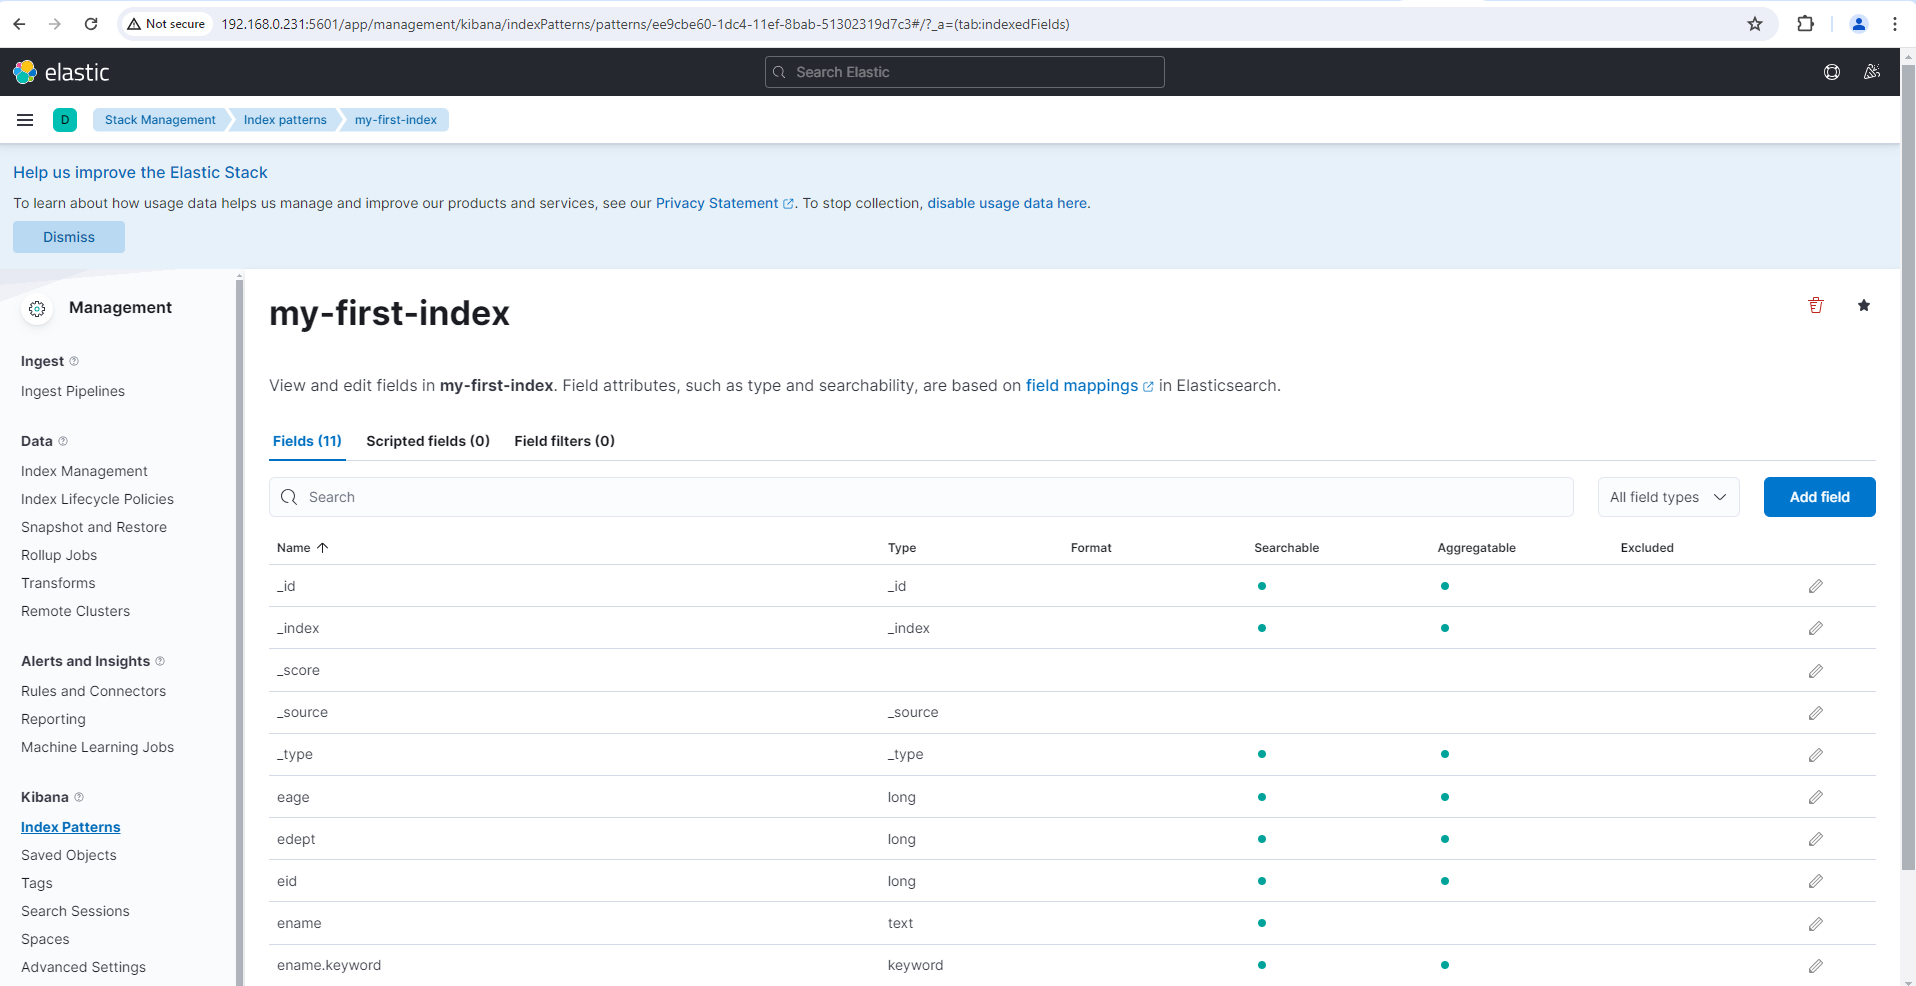 Not secure 192.168.0.231:5601/app/management/kibana/indexPatterns/patterns/ee9cbe60-1dc4-11ef-8bab-51302319d7c3#/?_a=(tab:indexedFields)
elastic Search Elastic
D Stack Management Index patterns my-first-index
Help us improve the Elastic Stack
To learn about how usage data helps us manage and improve our products and services, see our Privacy Statement. To stop collection, disable usage data here.
Dismiss
Management
Ingest
Ingest Pipelines
Data
Index Management
Index Lifecycle Policies
Snapshot and Restore
Rollup Jobs
Transforms
Remote Clusters
Alerts and Insights
Rules and Connectors
Reporting
Machine Learning Jobs
Kibana
Index Patterns
Saved Objects
Tags
Search Sessions
Spaces
Advanced Settings
my-first-index
View and edit fields in my-first-index. Field attributes, such as type and searchability, are based on field mappings in Elasticsearch.
Fields (11) Scripted fields (0) Field filters (0)
Search All field types Add field
Name Type Format Searchable Aggregatable Excluded
_id _id
_index _index
_score
_source _source
_type _type
eage long
edept long
eid long
ename text
ename.keyword keyword